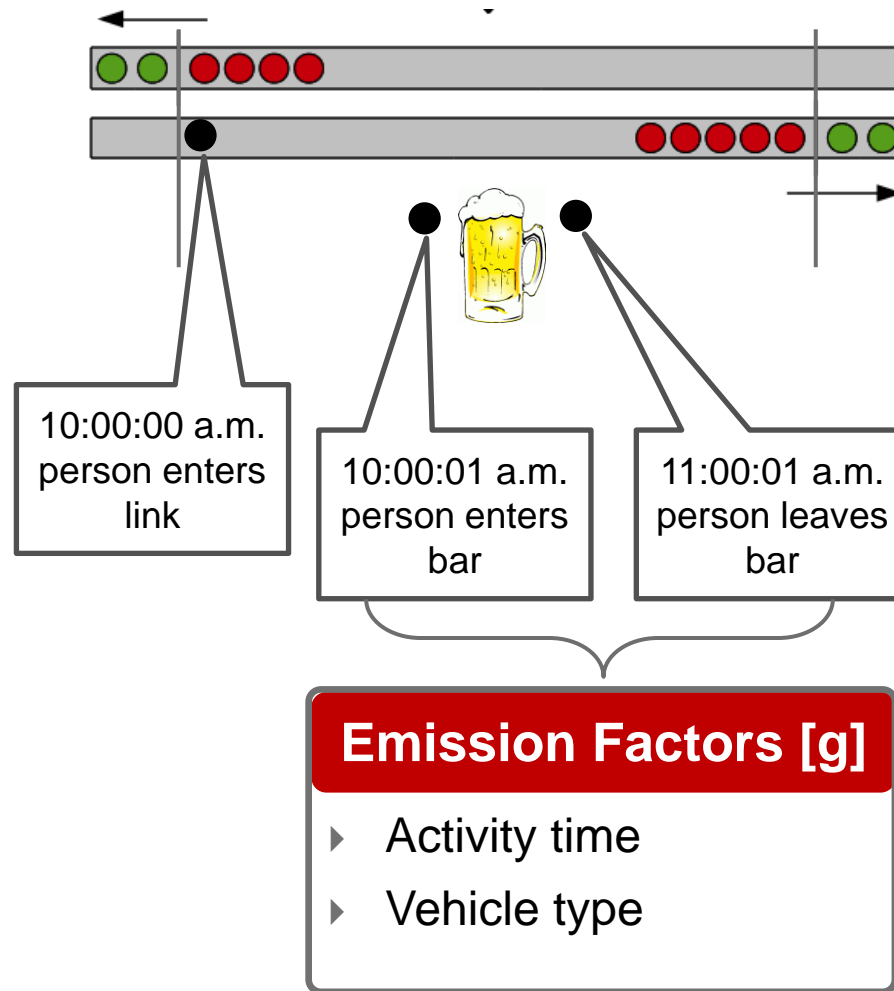 10:00:00 a.m.
person enters
link
10:00:01 a.m.
person enters
bar
11:00:01 a.m.
person leaves
bar
Emission Factors [g]
Activity time
Vehicle type